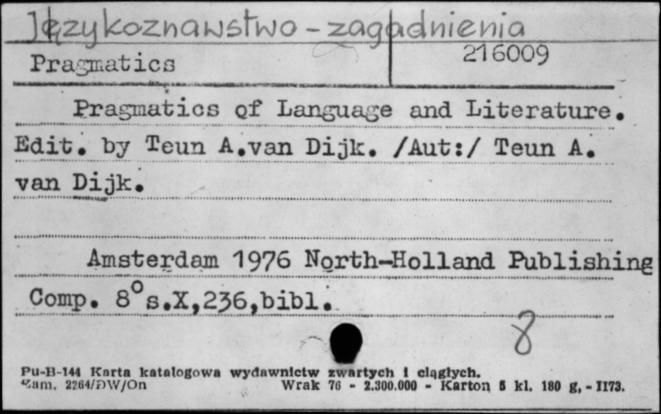 Językoznawstwo - zagadnienia
Pragmatics
216009
Pragmatics of Language and Literature.
Edit. by Teun A.van Dijk. /Aut:/ Teun A.
van Dijk.
Amsterdam 1976 North-Holland Publishing
Comp. 8° s.X,236,bibl.
8
Pu-B-144 Karta katalogowa wydawnictw zwartych i ciągłych.
Zam. 2264/DW/On Wrak 76 - 2.300.000 - Karton 5 kl. 180 g, - II73.